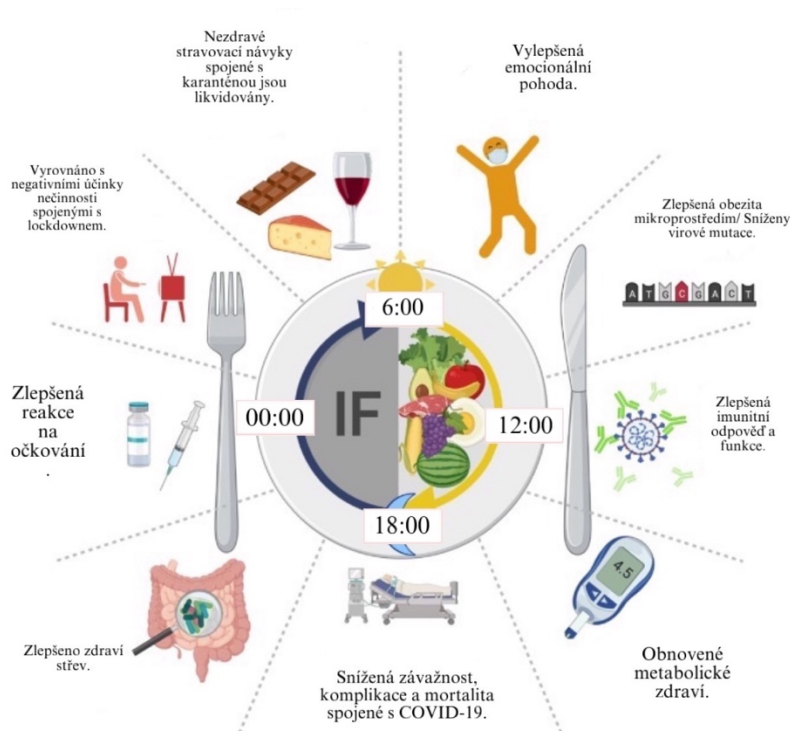 Nezdravé
stravovací návyky
spojené s
karanténou jsou
likvidovány.
Vylepšená
emocionální
pohoda.
Vyrovnáno s
negativními účinky
nečinnosti
spojenými s
lockdownem.
Zlepšená obezita
mikroprostředím/ Sníženy
virové mutace.
A T G C G A C T
6:00
IF
00:00
12:00
18:00
Zlepšená
reakce
na
očkování
.
Zlepšená
imunitní
odpověď a
funkce.
4.5
Zlepšeno zdraví
střev.
Snížená závažnost,
komplikace a mortalita
spojené s COVID-19.
Obnovené
metabolické
zdraví.